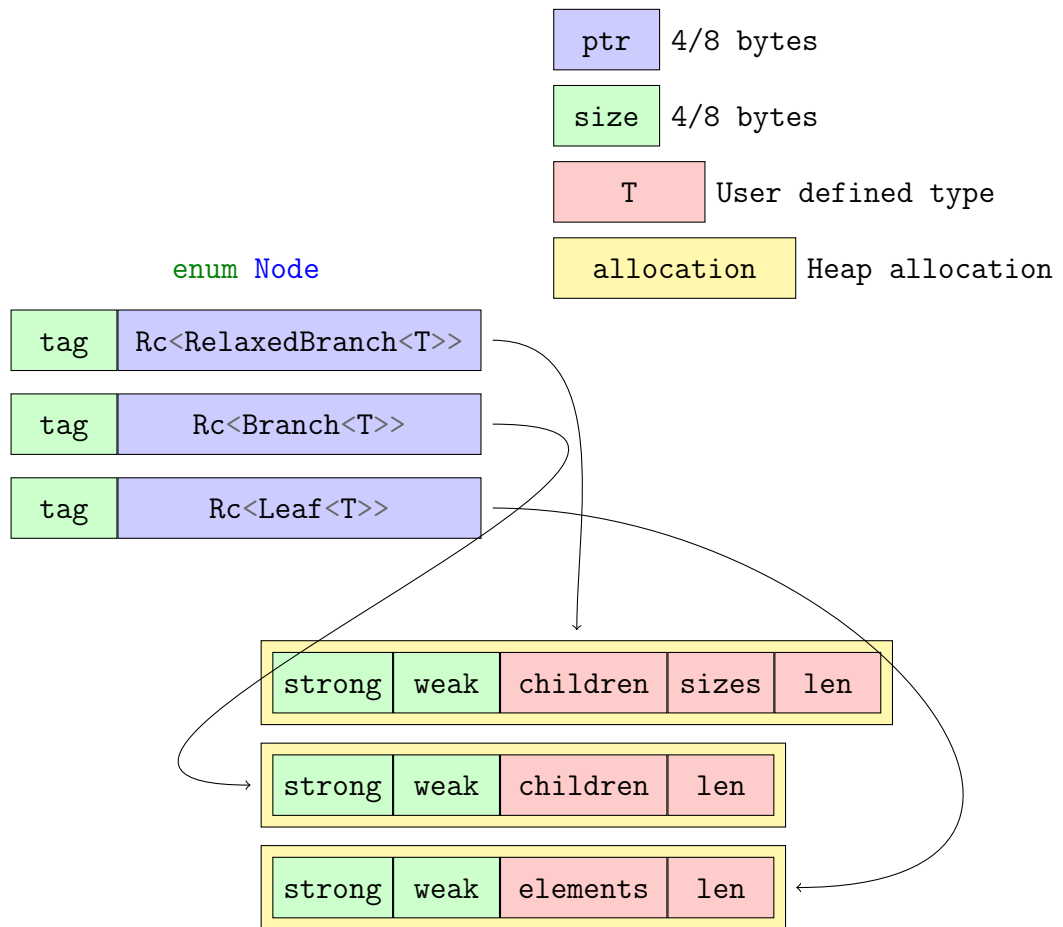 ptr 4/8 bytes
size 4/8 bytes
T User defined type
allocation Heap allocation
enum Node
tag Rc<RelaxedBranch<T>>
tag Rc<Branch<T>>
tag Rc<Leaf<T>>
strong weak children sizes len
strong weak children len
strong weak elements len